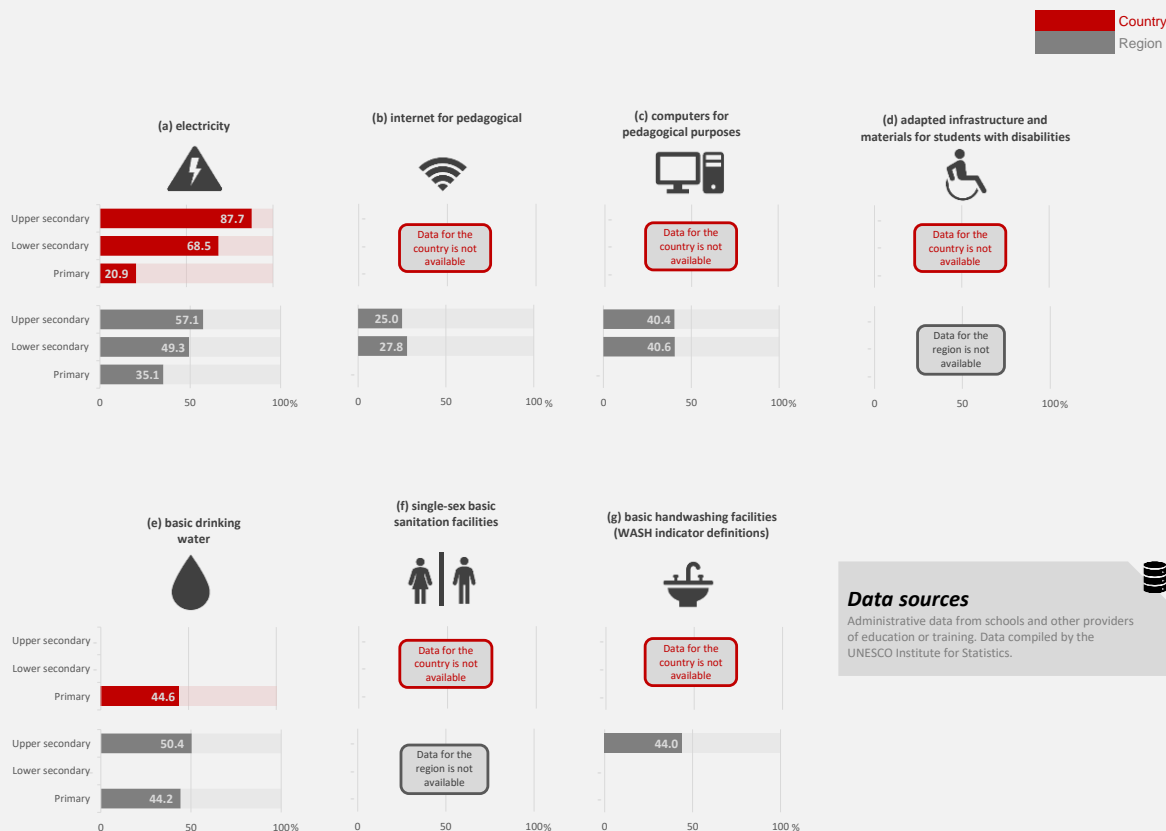 Country
Region
(a) electricity
(b) internet for pedagogical
(c) computers for
pedagogical purposes
(d) adapted infrastructure and
materials for students with disabilities
Upper secondary
87.7
Lower secondary
68.5
Primary
20.9
Data for the
country is not
available
Data for the
country is not
available
Data for the
country is not
available
Upper secondary
57.1
Lower secondary
49.3
Primary
35.1
25.0
27.8
40.4
40.6
Data for the
region is not
available
0 50 100%
0 50 100 %
0 50 100 %
0 50 100%
(e) basic drinking
water
(f) single-sex basic
sanitation facilities
(g) basic handwashing facilities
(WASH indicator definitions)
Upper secondary
Lower secondary
Primary
44.6
Data for the
country is not
available
Data for the
country is not
available
Upper secondary
50.4
Lower secondary
Primary
44.2
Data for the
region is not
available
44.0
0 50 100%
0 50 100 %
0 50 100 %
Data sources
Administrative data from schools and other providers
of education or training. Data compiled by the
UNESCO Institute for Statistics.